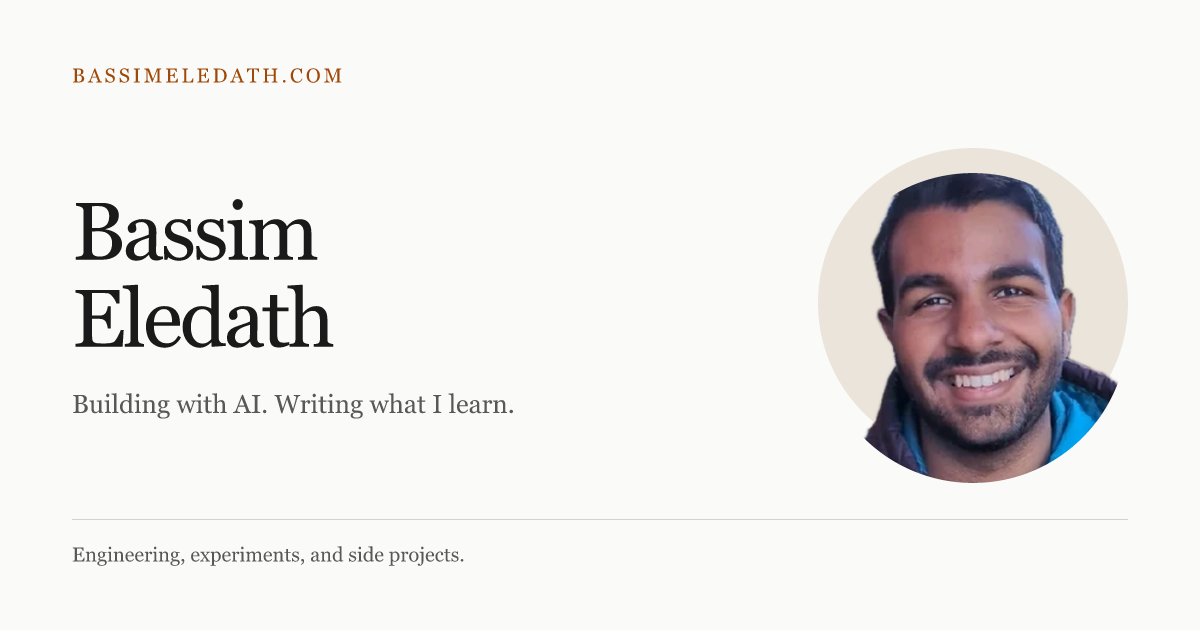 BASSIMELEDATH.COM
Bassim
Eledath
Building with AI. Writing what I learn.
Engineering, experiments, and side projects.